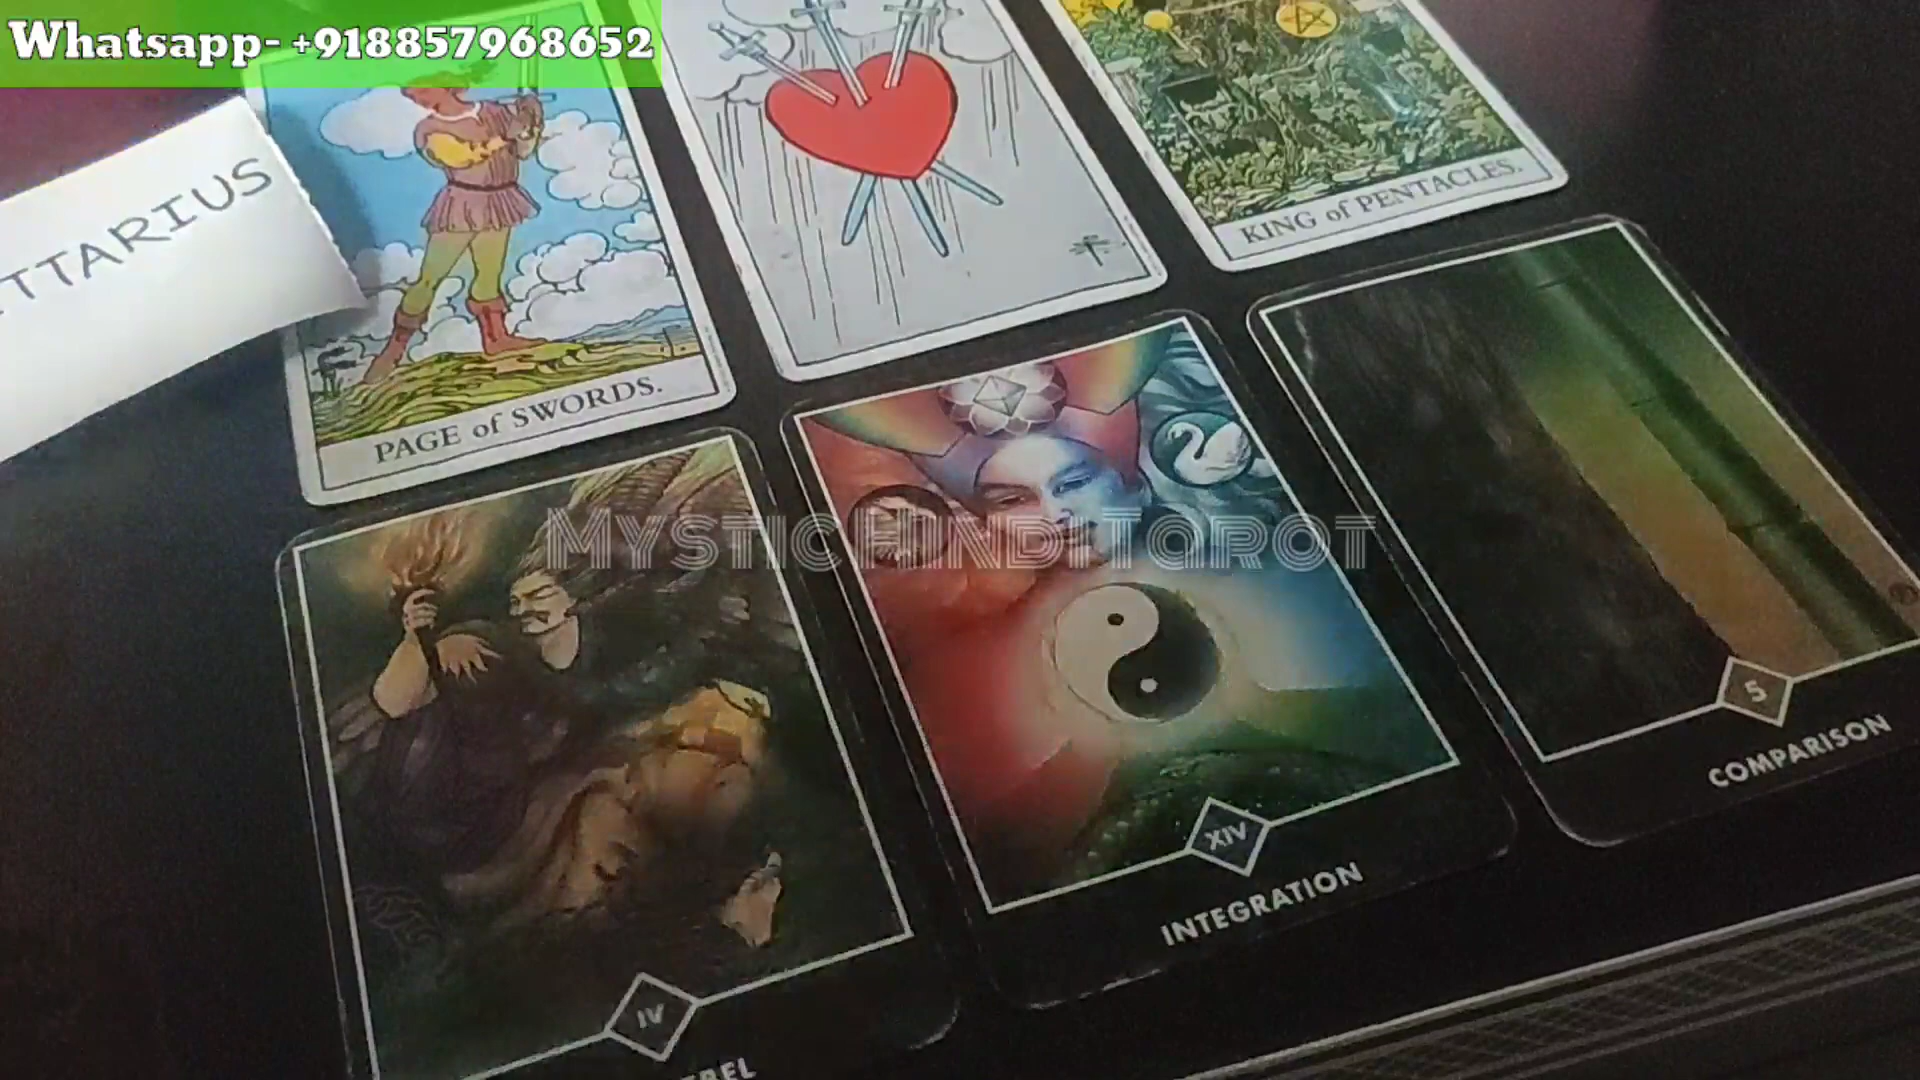 Whatsapp- +918857968652
TTARIUS
PAGE of SWORDS.
KING of PENTACLES.
MysticHindiTarot
5
COMPARISON
XIV
INTEGRATION
IV